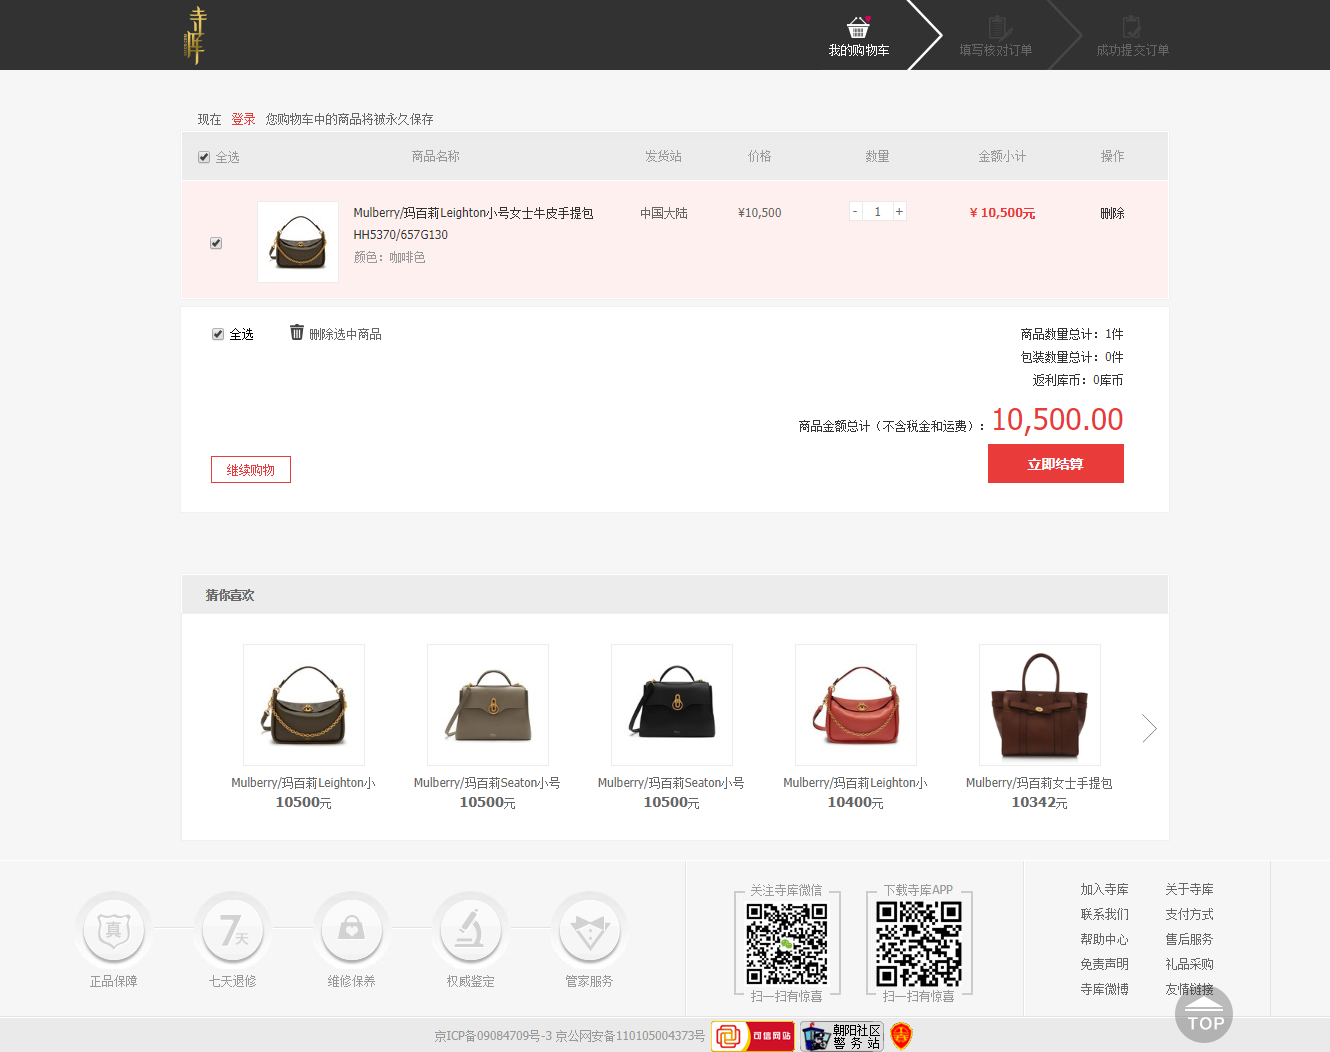 寺库
我的购物车 填写核对订单 成功提交订单
现在 登录 您购物车中的商品将被永久保存
全选 商品名称 发货站 价格 数量 金额小计 操作
Mulberry/玛百莉Leighton小号女士牛皮手提包 中国大陆 ¥10,500 - 1 + ¥ 10,500元 删除
HH5370/657G130
颜色：咖啡色
全选 删除选中商品 商品数量总计：1件
包装数量总计：0件
返利库币：0库币
商品金额总计（不含税金和运费）：10,500.00
继续购物 立即结算
猜你喜欢
Mulberry/玛百莉Leighton小 Mulberry/玛百莉Seaton小号 Mulberry/玛百莉Seaton小号 Mulberry/玛百莉Leighton小 Mulberry/玛百莉女士手提包
10500元 10500元 10500元 10400元 10342元
真 7天
正品保障 七天退修 维修保养 权威鉴定 管家服务
关注寺库微信 下载寺库APP
扫一扫有惊喜 扫一扫有惊喜
加入寺库 关于寺库
联系我们 支付方式
帮助中心 售后服务
免责声明 礼品采购
寺库微博 友情链接
TOP
京ICP备09084709号-3 京公网安备110105004373号 可信网站 朝阳社区
警务站